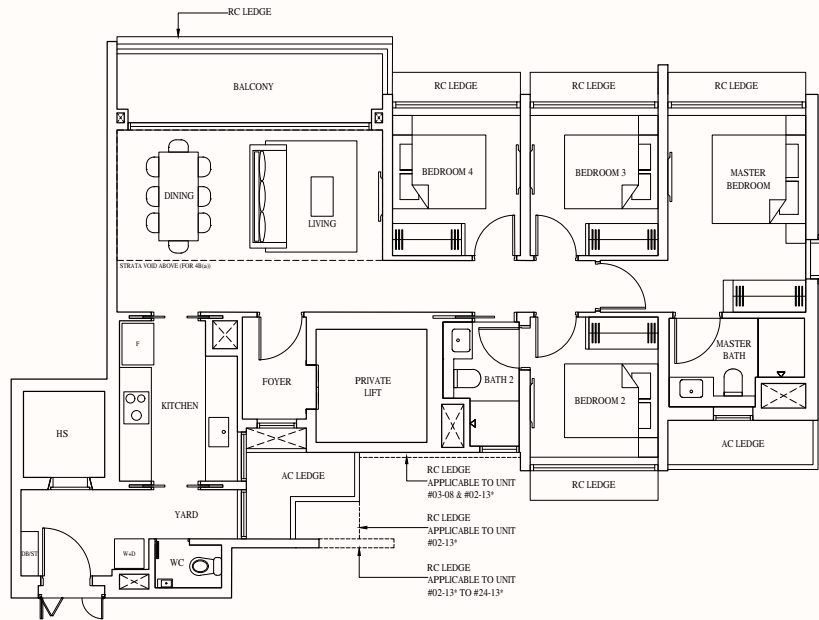 RC LEDGE
BALCONY
RC LEDGE
RC LEDGE
RC LEDGE
BEDROOM 4
BEDROOM 3
MASTER
BEDROOM
DINING
LIVING
STRATA VOID ABOVE (FOR 4B(a))
F
FOYER
PRIVATE
LIFT
BATH 2
MASTER
BATH
BEDROOM 2
KITCHEN
HS
AC LEDGE
AC LEDGE
RC LEDGE
RC LEDGE
APPLICABLE TO UNIT
#03-08 & #02-13*
YARD
RC LEDGE
APPLICABLE TO UNIT
#02-13*
DB/ST
W+D
WC
RC LEDGE
APPLICABLE TO UNIT
#02-13* TO #24-13*